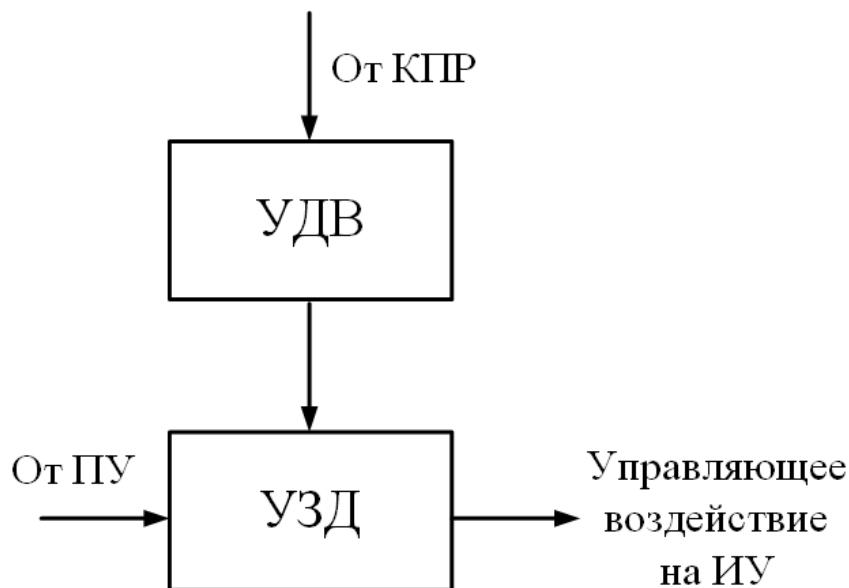 От КПР
УДВ
От ПУ
УЗД
Управляющее
воздействие
на ИУ